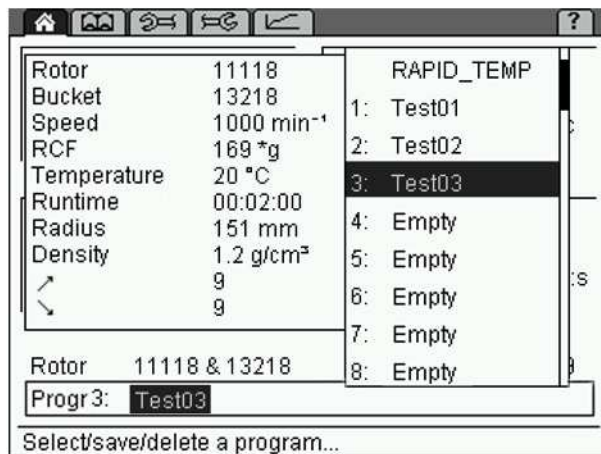 ?
Rotor 11118
Bucket 13218
Speed 1000 min⁻¹
RCF 169 *g
Temperature 20 °C
Runtime 00:02:00
Radius 151 mm
Density 1.2 g/cm³
↗ 9
↘ 9
RAPID_TEMP
1: Test01
2: Test02
3: Test03
4: Empty
5: Empty
6: Empty
7: Empty
8: Empty
:s
Rotor 11118 & 13218
Progr 3: Test03
Select/save/delete a program...